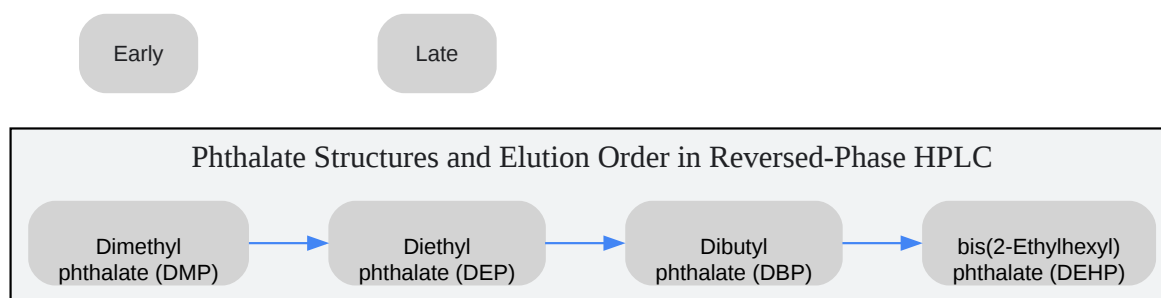 Early
Late
Phthalate Structures and Elution Order in Reversed-Phase HPLC
Dimethyl
phthalate (DMP)
Diethyl
phthalate (DEP)
Dibutyl
phthalate (DBP)
bis(2-Ethylhexyl)
phthalate (DEHP)